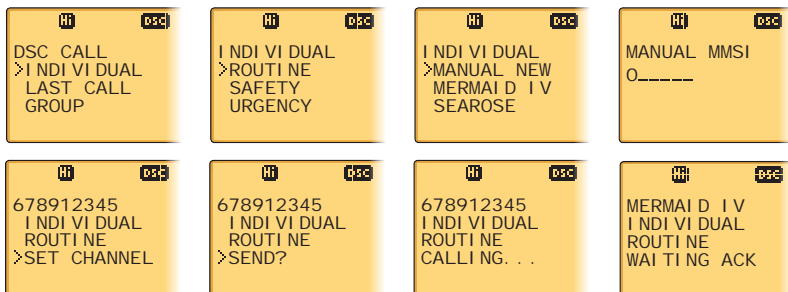 Hi DSC
DSC CALL
>INDIVIDUAL
LAST CALL
GROUP
Hi DSC
INDIVIDUAL
>ROUTINE
SAFETY
URGENCY
Hi DSC
INDIVIDUAL
>MANUAL NEW
MERMAID IV
SEAROSE
Hi DSC
MANUAL MMSI
0_____
Hi DSC
678912345
INDIVIDUAL
ROUTINE
>SET CHANNEL
Hi DSC
678912345
INDIVIDUAL
ROUTINE
>SEND?
Hi DSC
678912345
INDIVIDUAL
ROUTINE
CALLING...
Hi DSC
MERMAID IV
INDIVIDUAL
ROUTINE
WAITING ACK